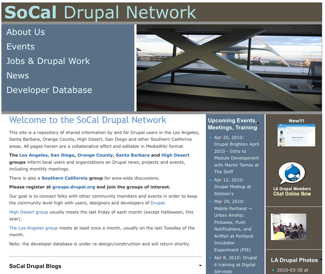 SoCal Drupal Network
About Us
Events
Jobs & Drupal Work
News
Developer Database
Welcome to the SoCal Drupal Network
This site is a repository of shared information by and for Drupal users in the Los Angeles,
Santa Barbara, Orange County, High Desert, San Diego and other Southern California
areas. All pages herein are a collaborative effort and editable in MediaWiki format.
The Los Angeles, San Diego, Orange County, Santa Barbara and High Desert
groups inform local users and organizations on Drupal news, projects and events,
including monthly meetings.
There is also a Southern California group for area-wide discussions.
Please register at groups.drupal.org and join the groups of interest.
Our goal is to connect folks with other community members and events in order to keep
the community level high with users, designers and developers of Drupal.
High Desert group usually meets the last Friday of each month (except Halloween, this
year).
The Los Angeles group meets at least once a month, usually on the last Tuesday of the
month.
Note: the developer database is under re-design/construction and will return shortly.
SoCal Drupal Blogs
Upcoming Events,
Meetings, Training
Apr 20, 2010:
Drupal Brighton April
2010 - Intro to
Module Development
with Martin Tames at
The Skiff
Apr 12, 2010:
Drupal Meetup at
Station's
Mar 29, 2010:
Mobile Portland —
Urban Airship:
Pickaxes, Push
Notifications, and
AirMail at Portland
Incubator
Experiment (PIE)
Apr 6, 2010: Drupal
6 training at Digital
Services
New!!!
LA Drupal Members
Chat Online Now
LA Drupal Photos
2010-03-30 at